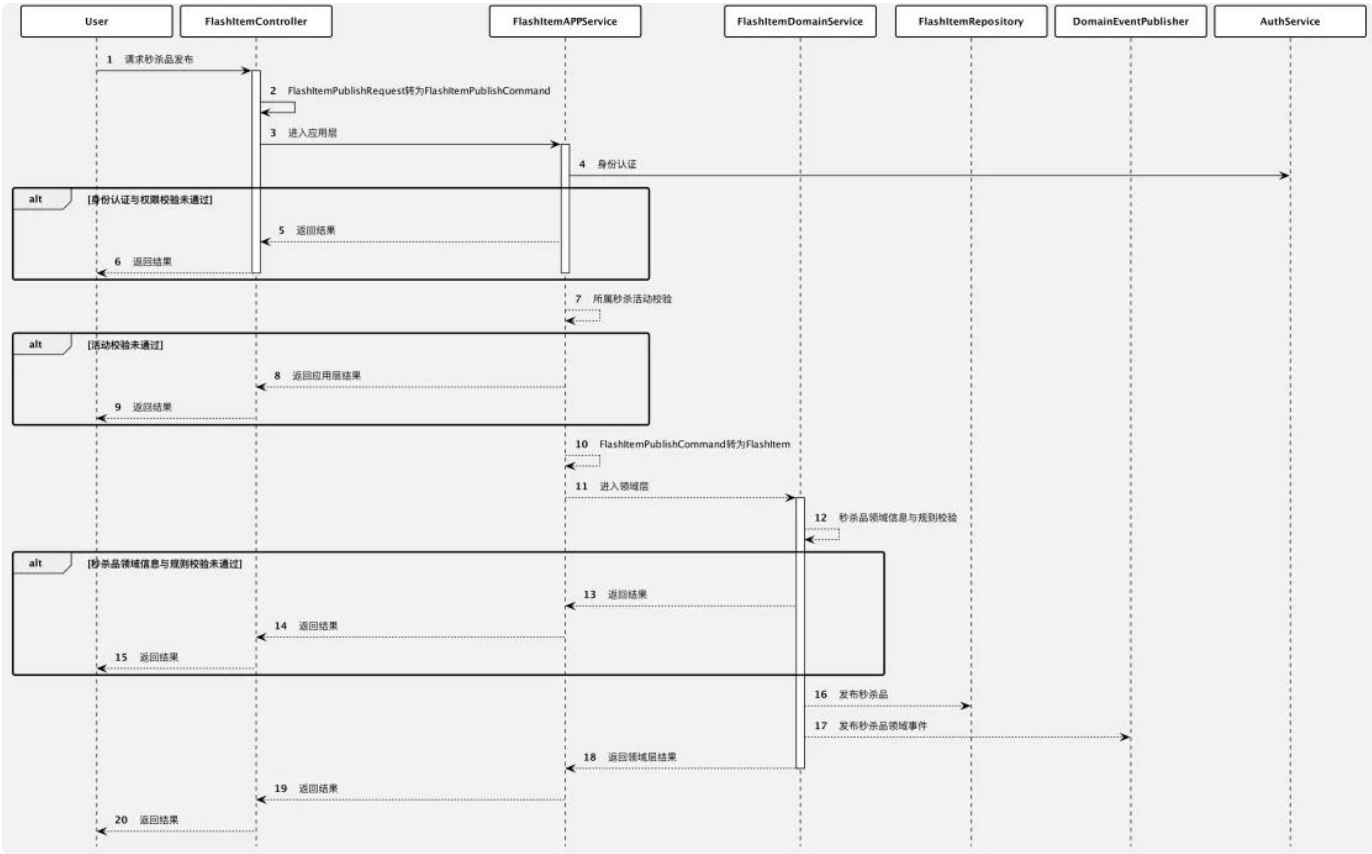 User
FlashItemController
FlashItemAPPService
FlashItemDomainService
FlashItemRepository
DomainEventPublisher
AuthService
1 请求秒杀品发布
2 FlashItemPublishRequest转为FlashItemPublishCommand
3 进入应用层
4 身份认证
alt [身份认证与权限校验未通过]
5 返回结果
6 返回结果
7 所属秒杀活动校验
alt [活动校验未通过]
8 返回应用层结果
9 返回结果
10 FlashItemPublishCommand转为FlashItem
11 进入领域层
12 秒杀品领域信息与规则校验
alt [秒杀品领域信息与规则校验未通过]
13 返回结果
14 返回结果
15 返回结果
16 发布秒杀品
17 发布秒杀品领域事件
18 返回领域层结果
19 返回结果
20 返回结果